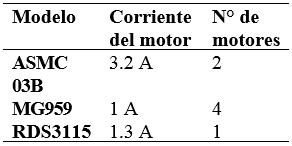 Modelo Corriente N° de
del motor motores
ASMC 3.2 A 2
03B
MG959 1 A 4
RDS3115 1.3 A 1